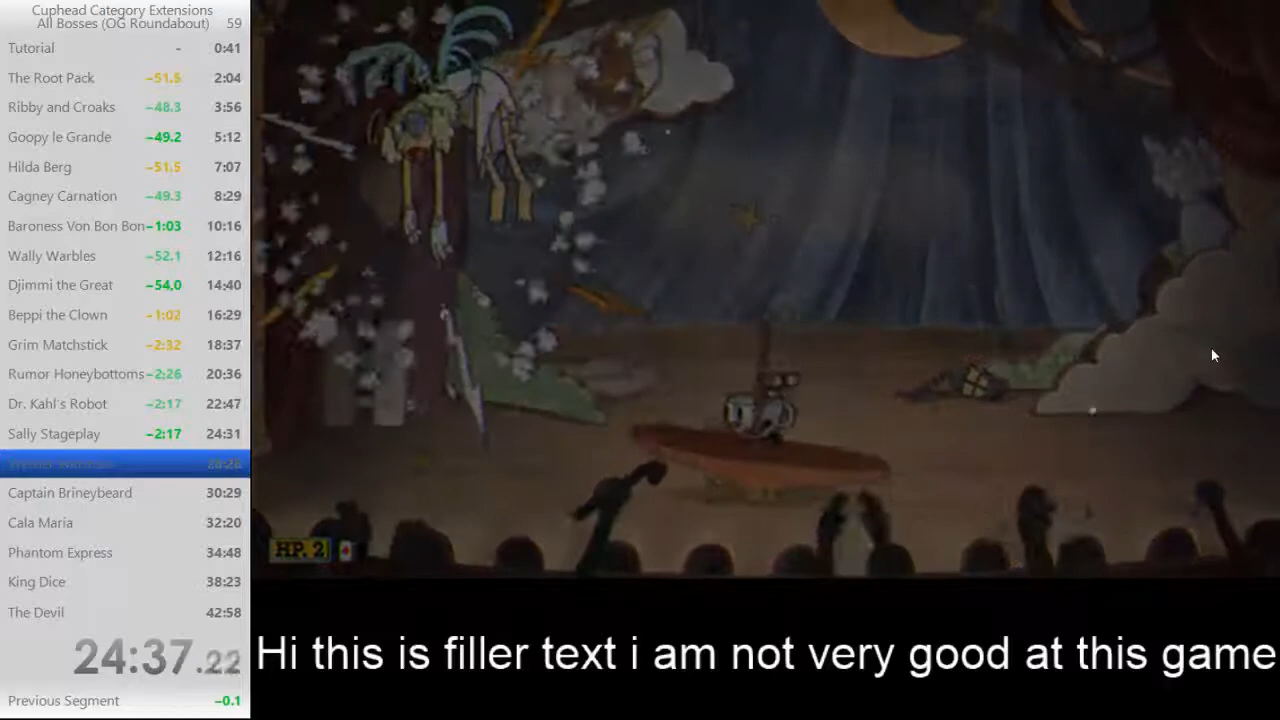 Cuphead Category Extensions
All Bosses (OG Roundabout) 59
Tutorial - 0:41
The Root Pack -51.5 2:04
Ribby and Croaks -48.3 3:56
Goopy le Grande -49.2 5:12
Hilda Berg -51.5 7:07
Cagney Carnation -49.3 8:29
Baroness Von Bon Bon -1:03 10:16
Wally Warbles -52.1 12:16
Djimmi the Great -54.0 14:40
Beppi the Clown -1:02 16:29
Grim Matchstick -2:32 18:37
Rumor Honeybottoms -2:26 20:36
Dr. Kahl's Robot -2:17 22:47
Sally Stageplay -2:17 24:31
Captain Brineybeard 30:29
Cala Maria 32:20
Phantom Express 34:48
King Dice 38:23
The Devil 42:58
24:37.22
Previous Segment -0.1
HP. 2
Hi this is filler text i am not very good at this game